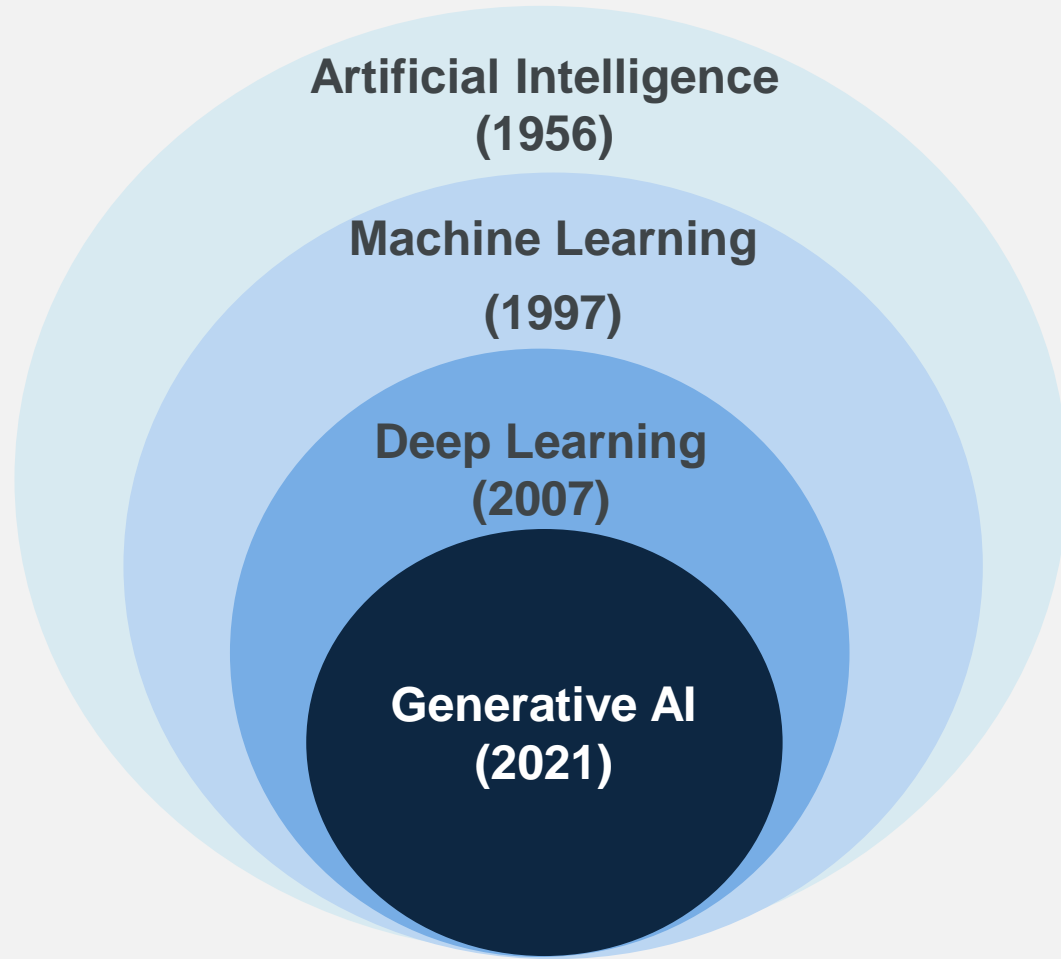 Artificial Intelligence
(1956)
Machine Learning
(1997)
Deep Learning
(2007)
Generative AI
(2021)